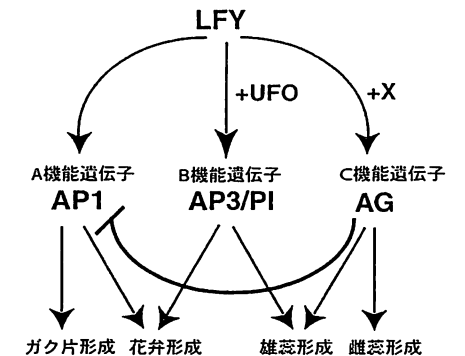 LFY
+UFO
+X
A機能遺伝子
B機能遺伝子
C機能遺伝子
AP1
AP3/PI
AG
ガク片形成
花弁形成
雄蕊形成
雌蕊形成